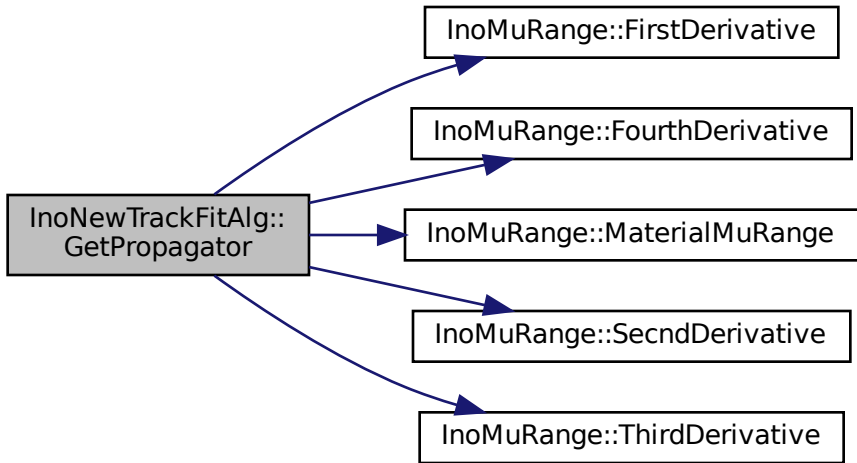 InoMuRange::FirstDerivative
InoMuRange::FourthDerivative
InoNewTrackFitAlg::
GetPropagator
InoMuRange::MaterialMuRange
InoMuRange::SecndDerivative
InoMuRange::ThirdDerivative